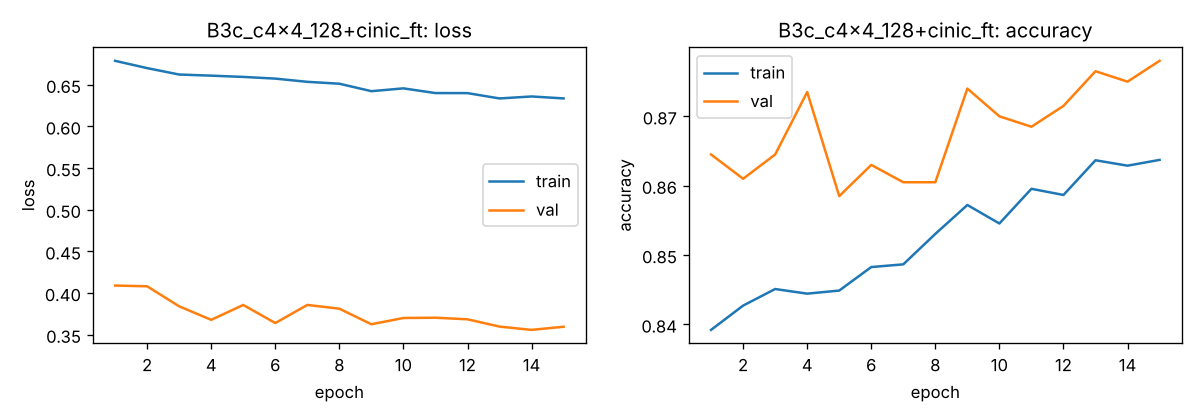 B3c_c4×4_128+cinic_ft: loss
0.65
0.60
0.55
0.50
0.45
0.40
0.35
loss
train
val
2
4
6
8
10
12
14
epoch
B3c_c4×4_128+cinic_ft: accuracy
train
val
0.87
0.86
0.85
0.84
accuracy
2
4
6
8
10
12
14
epoch